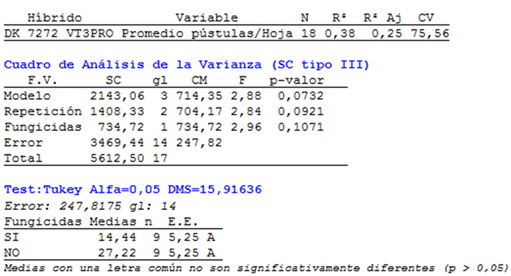 Híbrido Variable N R² R² Aj CV
DK 7272 VT3PRO Promedio pústulas/Hoja 18 0,38 0,25 75,56
Cuadro de Análisis de la Varianza (SC tipo III)
F.V. SC gl CM F p-valor
Modelo 2143,06 3 714,35 2,88 0,0732
Repetición 1408,33 2 704,17 2,84 0,0921
Fungicidas 734,72 1 734,72 2,96 0,1071
Error 3469,44 14 247,82
Total 5612,50 17
Test:Tukey Alfa=0,05 DMS=15,91636
Error: 247,8175 gl: 14
Fungicidas Medias n E.E.
SI 14,44 9 5,25 A
NO 27,22 9 5,25 A
Medias con una letra común no son significativamente diferentes (p > 0,05)